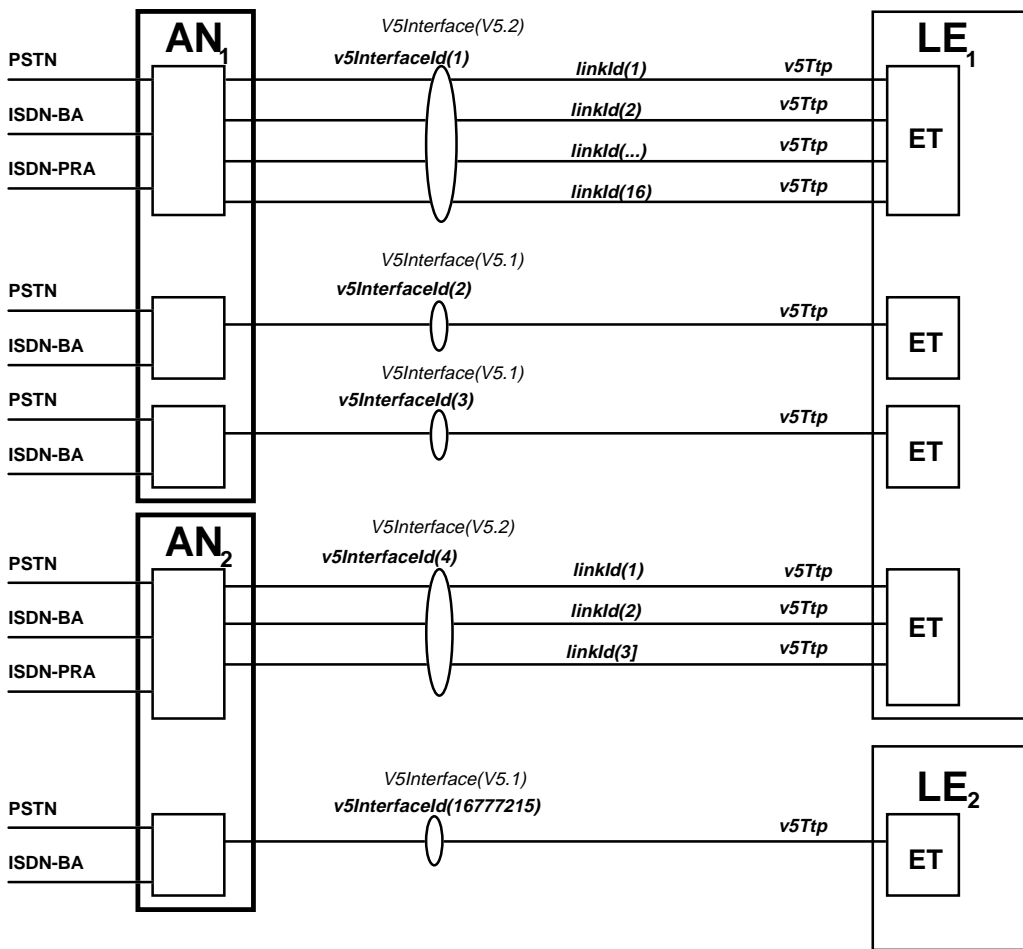 V5Interface(V5.2)
AN1
LE1
v5InterfaceId(1)
PSTN
linkId(1)
v5Ttp
ISDN-BA
linkId(2)
v5Ttp
ET
ISDN-PRA
linkId(...)
v5Ttp
linkId(16)
v5Ttp
V5Interface(V5.1)
PSTN
v5InterfaceId(2)
v5Ttp
ISDN-BA
ET
V5Interface(V5.1)
PSTN
v5InterfaceId(3)
v5Ttp
ISDN-BA
ET
V5Interface(V5.2)
AN2
v5InterfaceId(4)
PSTN
linkId(1)
v5Ttp
ISDN-BA
linkId(2)
v5Ttp
ET
ISDN-PRA
linkId(3]
v5Ttp
V5Interface(V5.1)
LE2
PSTN
v5InterfaceId(16777215)
v5Ttp
ISDN-BA
ET